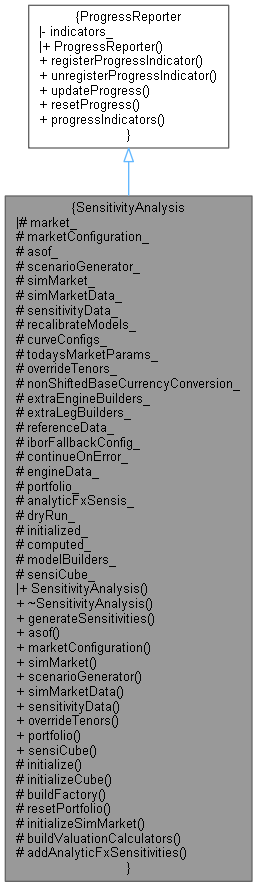 {ProgressReporter
|- indicators_
|+ ProgressReporter()
+ registerProgressIndicator()
+ unregisterProgressIndicator()
+ updateProgress()
+ resetProgress()
+ progressIndicators()
}
{SensitivityAnalysis
|# market_
# marketConfiguration_
# asof_
# scenarioGenerator_
# simMarket_
# simMarketData_
# sensitivityData_
# recalibrateModels_
# curveConfigs_
# todaysMarketParams_
# overrideTenors_
# nonShiftedBaseCurrencyConversion_
# extraEngineBuilders_
# extraLegBuilders_
# referenceData_
# iborFallbackConfig_
# continueOnError_
# engineData_
# portfolio_
# analyticFxSensis_
# dryRun_
# initialized_
# computed_
# modelBuilders_
# sensiCube_
|+ SensitivityAnalysis()
+ ~SensitivityAnalysis()
+ generateSensitivities()
+ asof()
+ marketConfiguration()
+ simMarket()
+ scenarioGenerator()
+ simMarketData()
+ sensitivityData()
+ overrideTenors()
+ portfolio()
+ sensiCube()
# initialize()
# initializeCube()
# buildFactory()
# resetPortfolio()
# initializeSimMarket()
# buildValuationCalculators()
# addAnalyticFxSensitivities()
}